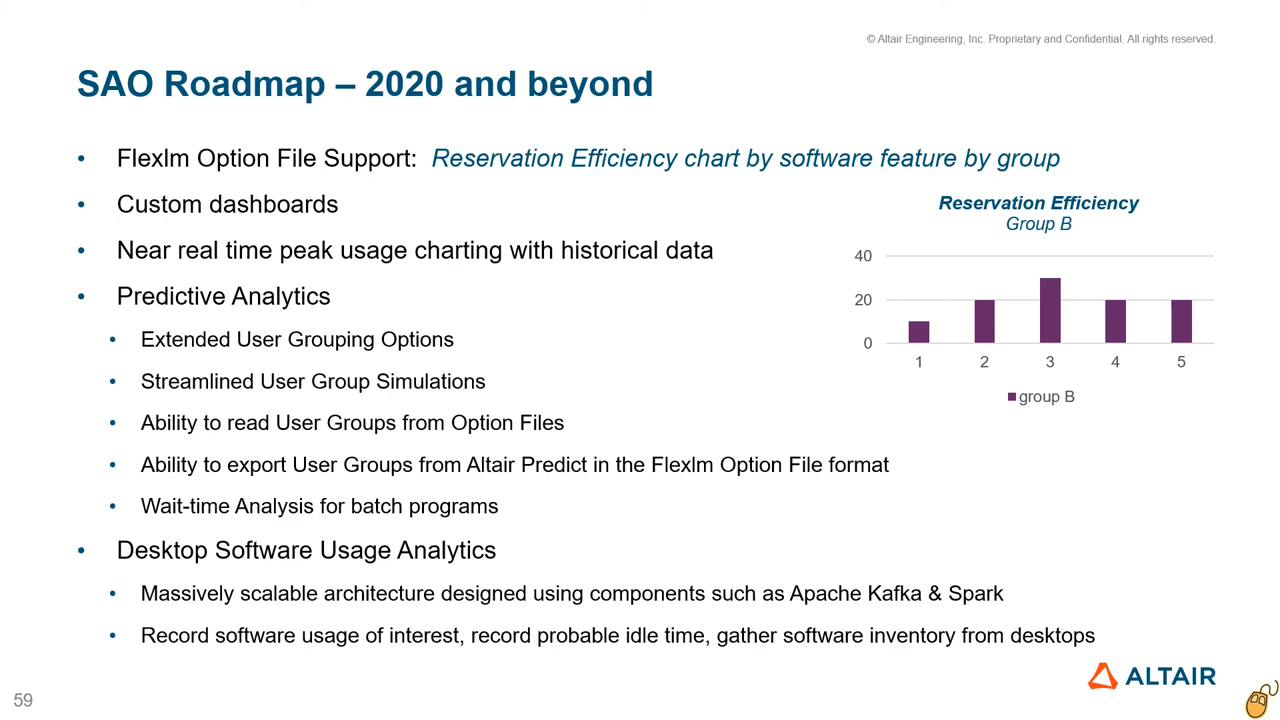 © Altair Engineering, Inc. Proprietary and Confidential. All rights reserved.
SAO Roadmap – 2020 and beyond
• Flexlm Option File Support: Reservation Efficiency chart by software feature by group
• Custom dashboards
• Near real time peak usage charting with historical data
• Predictive Analytics
• Extended User Grouping Options
• Streamlined User Group Simulations
• Ability to read User Groups from Option Files
• Ability to export User Groups from Altair Predict in the Flexlm Option File format
• Wait-time Analysis for batch programs
• Desktop Software Usage Analytics
• Massively scalable architecture designed using components such as Apache Kafka & Spark
• Record software usage of interest, record probable idle time, gather software inventory from desktops
Reservation Efficiency
Group B
40
20
0
1 2 3 4 5
group B
ALTAIR
59